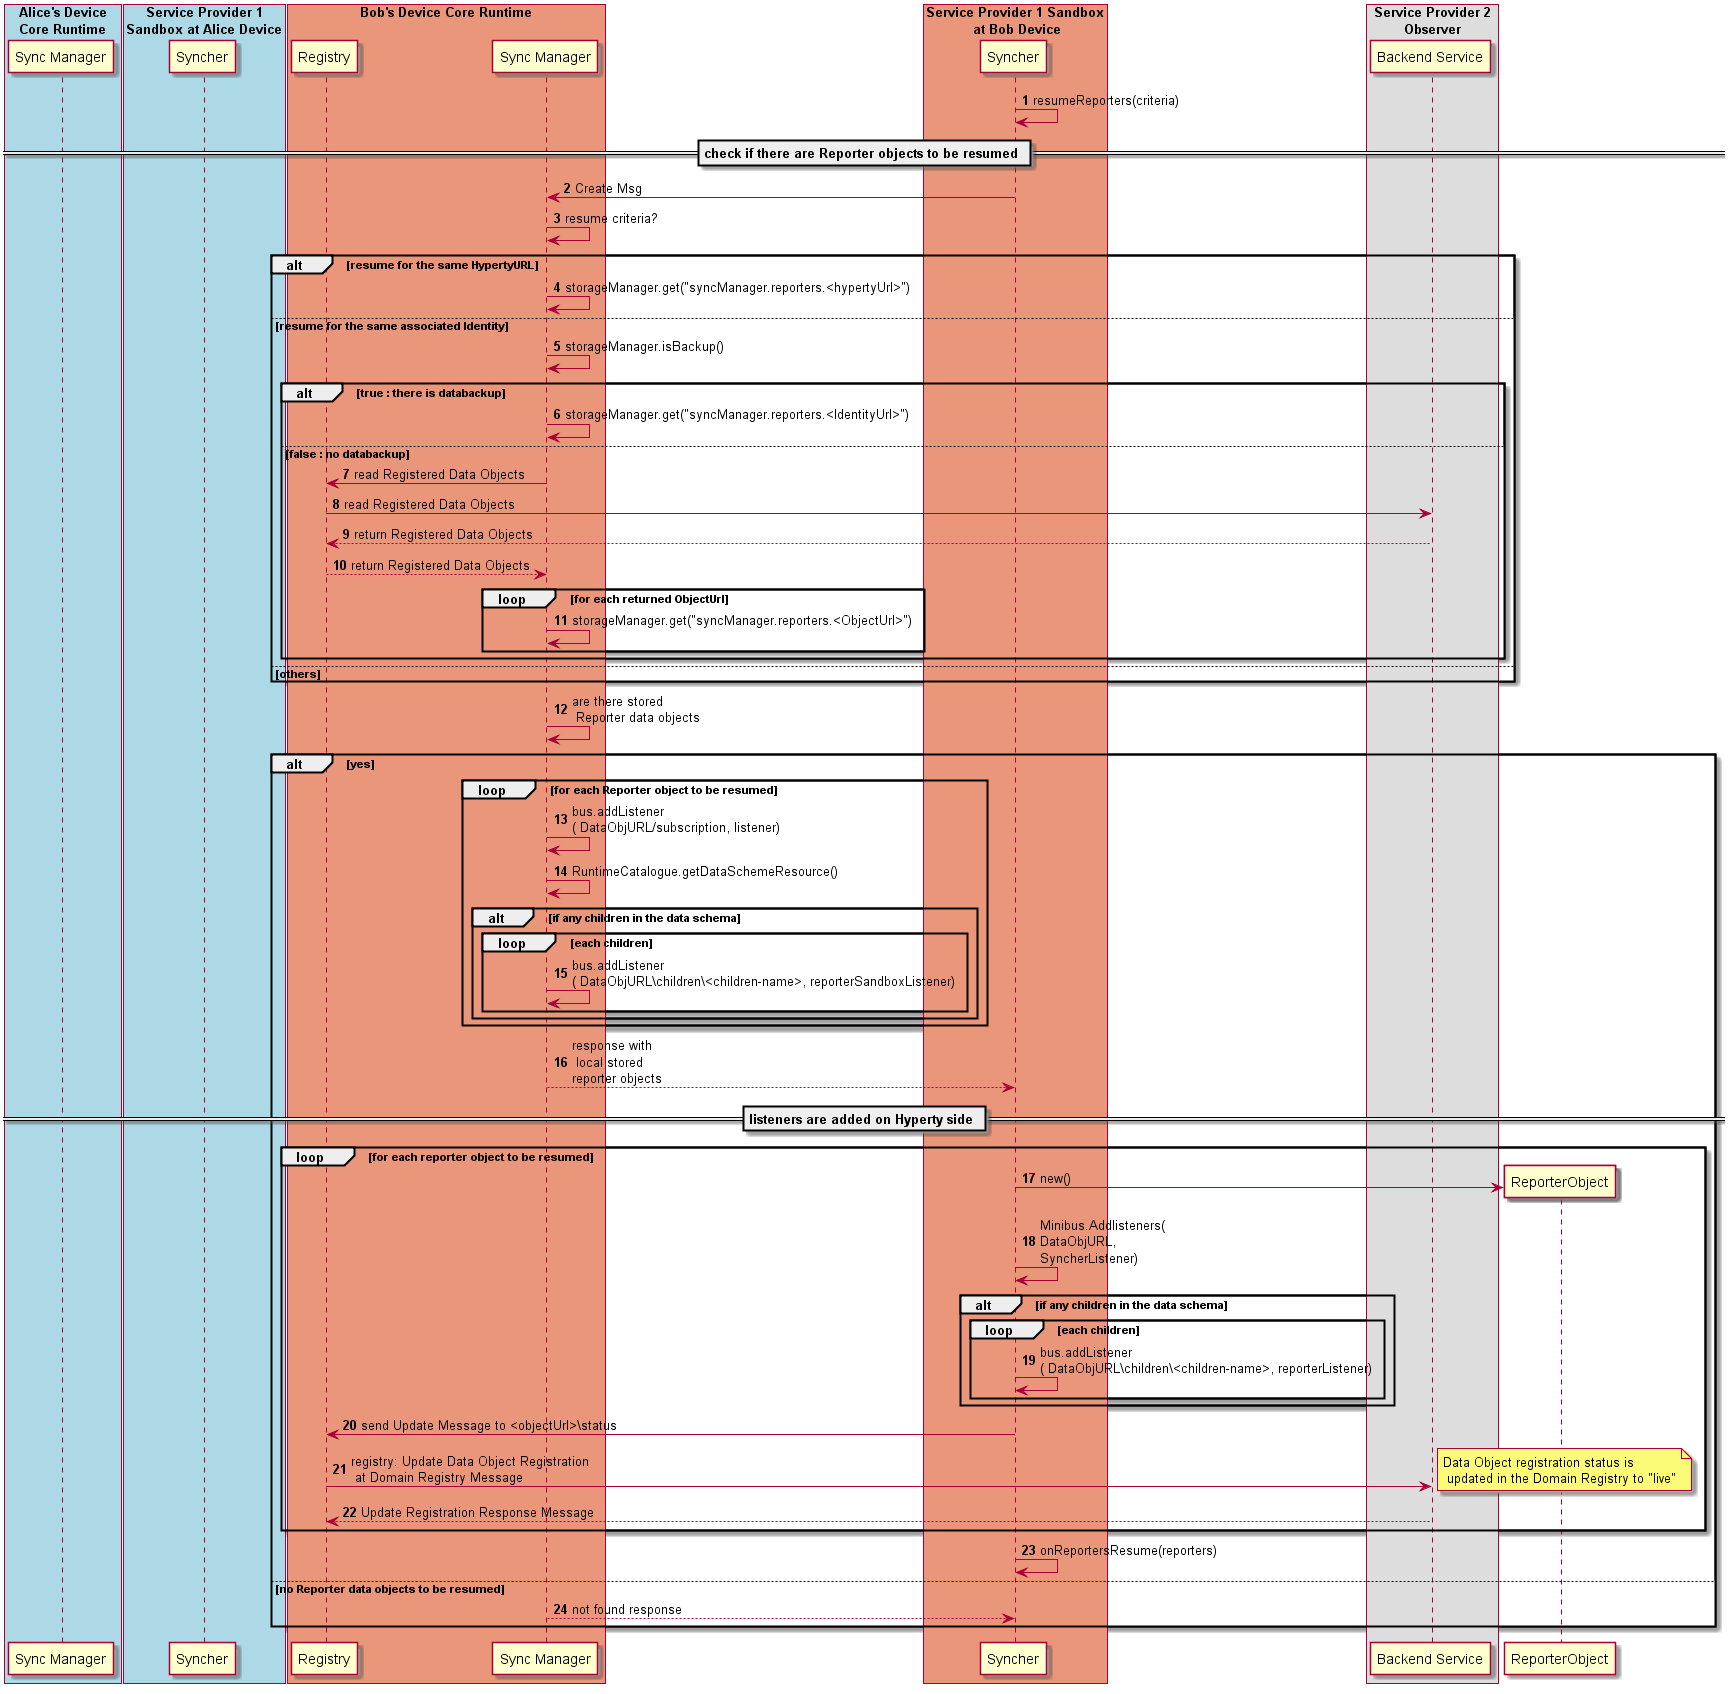 Alice's Device
Core Runtime
Service Provider 1
Sandbox at Alice Device
Bob's Device Core Runtime
Service Provider 1 Sandbox
at Bob Device
Service Provider 2
Observer
Sync Manager
Syncher
Registry
Sync Manager
Syncher
Backend Service
1 resumeReporters(criteria)
check if there are Reporter objects to be resumed
2 Create Msg
3 resume criteria?
alt [resume for the same HypertyURL]
4 storageManager.get("syncManager.reporters.<hypertyUrl>")
[resume for the same associated Identity]
5 storageManager.isBackup()
alt [true : there is databackup]
6 storageManager.get("syncManager.reporters.<IdentityUrl>")
[false : no databackup]
7 read Registered Data Objects
8 read Registered Data Objects
9 return Registered Data Objects
10 return Registered Data Objects
loop [for each returned ObjectUrl]
11 storageManager.get("syncManager.reporters.<ObjectUrl>")
[others]
12 are there stored
Reporter data objects
alt [yes]
loop [for each Reporter object to be resumed]
13 bus.addListener
( DataObjURL/subscription, listener)
14 RuntimeCatalogue.getDataSchemeResource()
alt [if any children in the data schema]
loop [each children]
15 bus.addListener
( DataObjURL\children\<children-name>, reporterSandboxListener)
16 response with
local stored
reporter objects
listeners are added on Hyperty side
loop [for each reporter object to be resumed]
17 new()
ReporterObject
18 Minibus.Addlisteners(
DataObjURL,
SyncherListener)
alt [if any children in the data schema]
loop [each children]
19 bus.addListener
( DataObjURL\children\<children-name>, reporterListener)
20 send Update Message to <objectUrl>\status
21 registry: Update Data Object Registration
at Domain Registry Message
Data Object registration status is
updated in the Domain Registry to "live"
22 Update Registration Response Message
23 onReportersResume(reporters)
[no Reporter data objects to be resumed]
24 not found response
Sync Manager
Syncher
Registry
Sync Manager
Syncher
Backend Service
ReporterObject